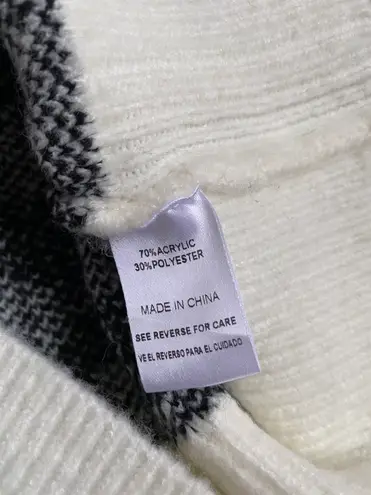 70%ACRYLIC
30%POLYESTER
MADE IN CHINA
SEE REVERSE FOR CARE
VE EL REVERSO PARA EL CUIDADO